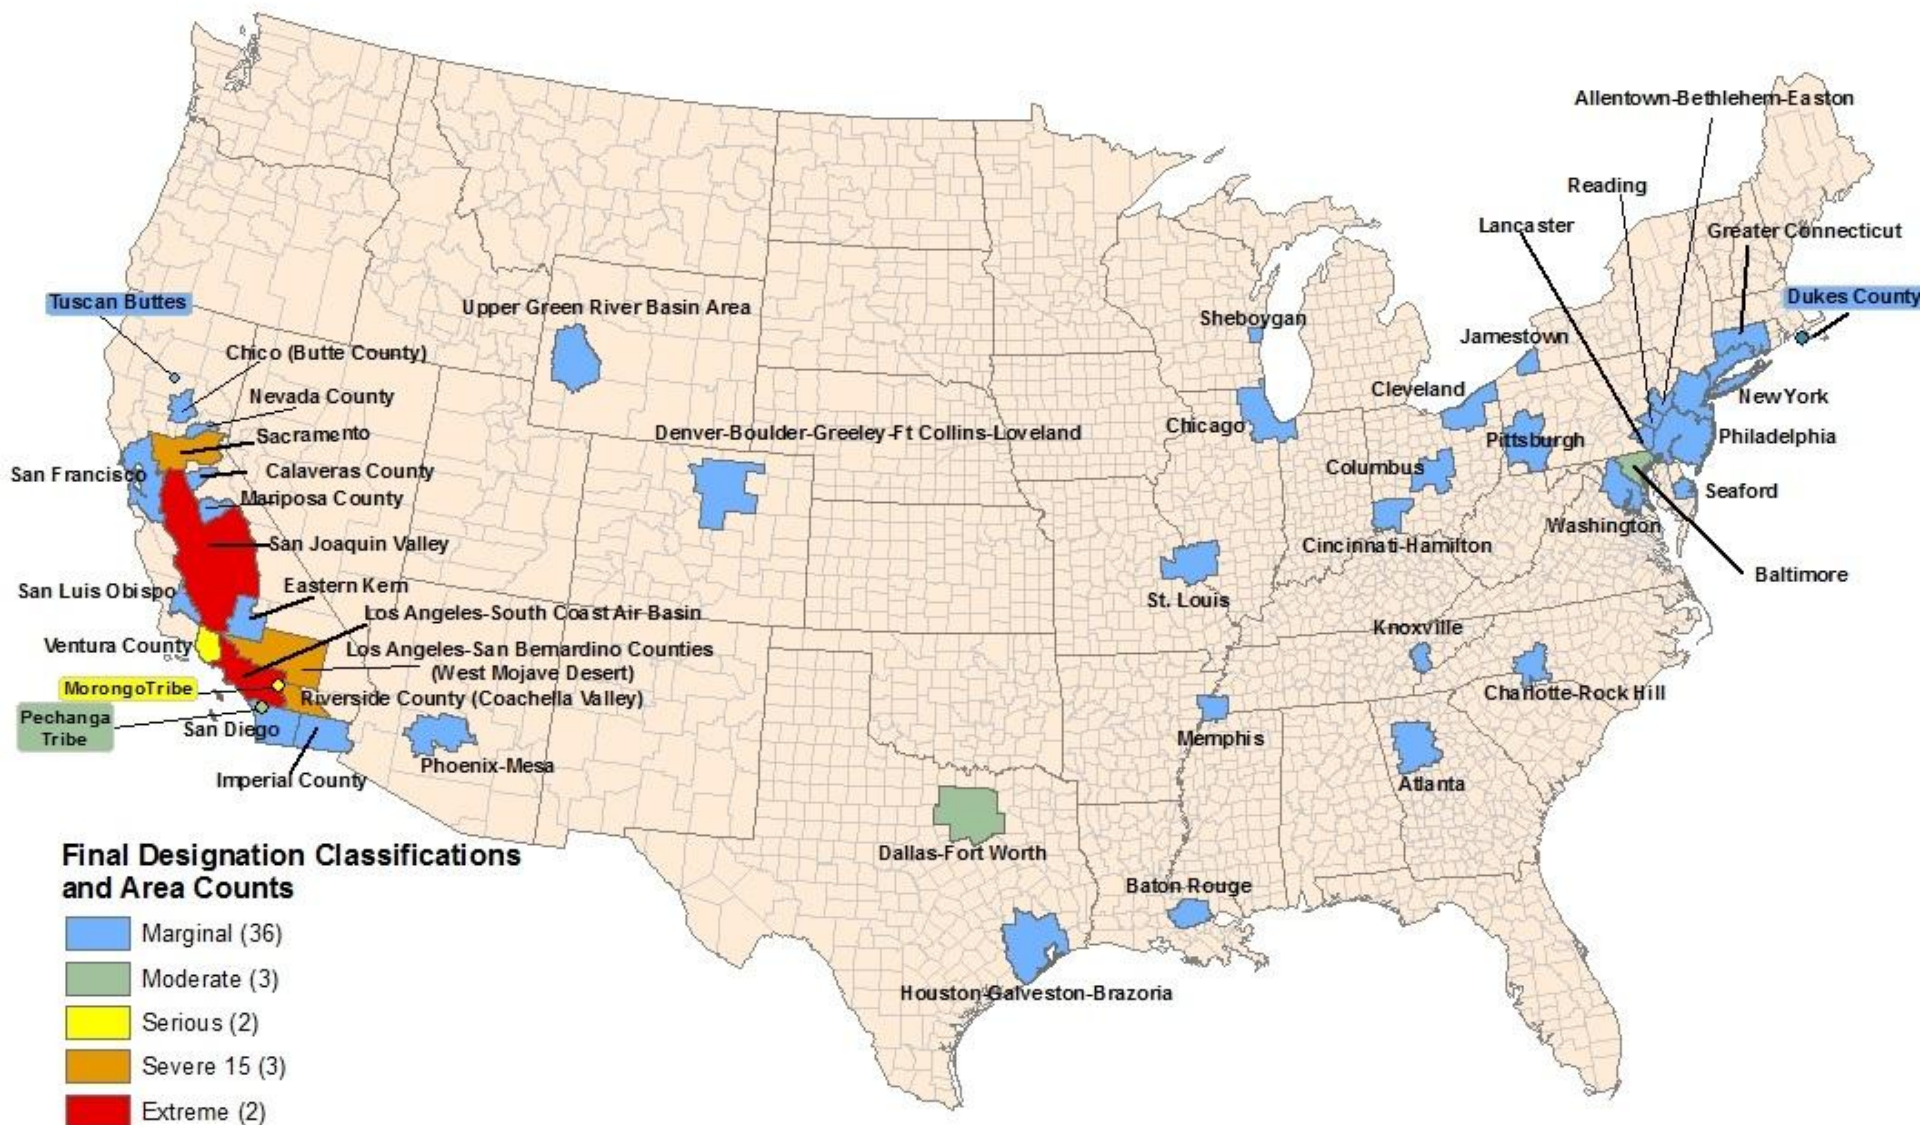 Allentown-Bethlehem-Easton
Reading
Lancaster
Greater Connecticut
Dukes County
Tuscan Buttes
Upper Green River Basin Area
Sheboygan
Jamestown
Chico (Butte County)
Nevada County
Cleveland
New York
Sacramento
Denver-Boulder-Greeley-Ft Collins-Loveland
Chicago
Pittsburgh
Philadelphia
San Francisco
Calaveras County
Columbus
Mariposa County
Seaford
Washington
San Joaquin Valley
Cincinnati-Hamilton
Baltimore
San Luis Obispo
Eastern Kern
St. Louis
Los Angeles-South Coast Air Basin
Knoxville
Ventura County
Los Angeles-San Bernardino Counties
(West Mojave Desert)
Morongo Tribe
Riverside County (Coachella Valley)
Charlotte-Rock Hill
Pechanga
Tribe
San Diego
Memphis
Phoenix-Mesa
Imperial County
Atlanta
Dallas-Fort Worth
Baton Rouge
Houston-Galveston-Brazoria
Final Designation Classifications
and Area Counts
Marginal (36)
Moderate (3)
Serious (2)
Severe 15 (3)
Extreme (2)